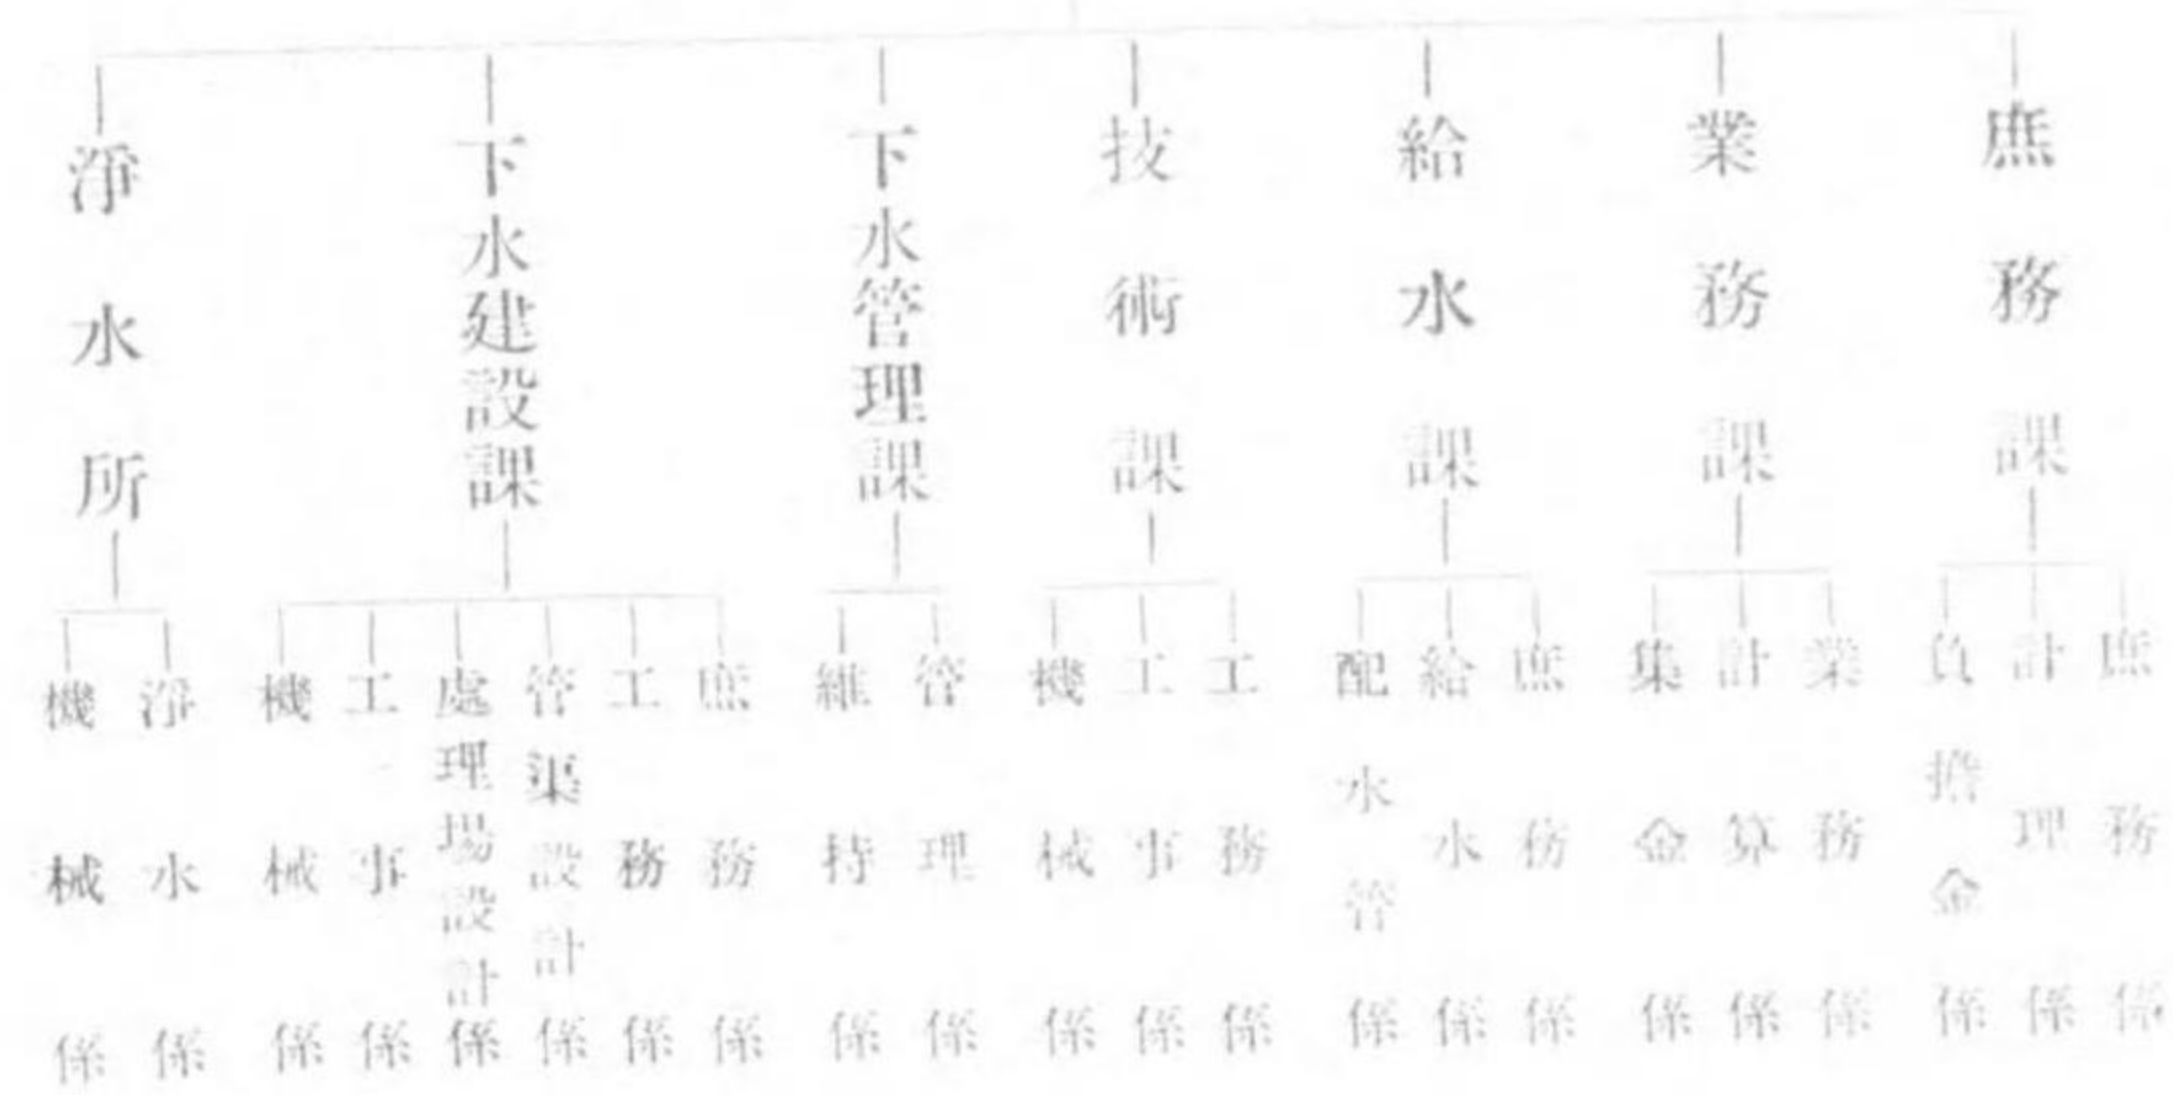 庶務課
業務課
給水課
技術課
下水管理課
下水建設課
淨水所
庶務係
計理係
負担金係
業務係
計算係
集金係
庶務係
給水係
配水管係
工務係
工事係
機械係
管理係
維持係
庶務係
工務係
管渠設計係
處理場設計係
工事係
機械係
淨水係
機械係